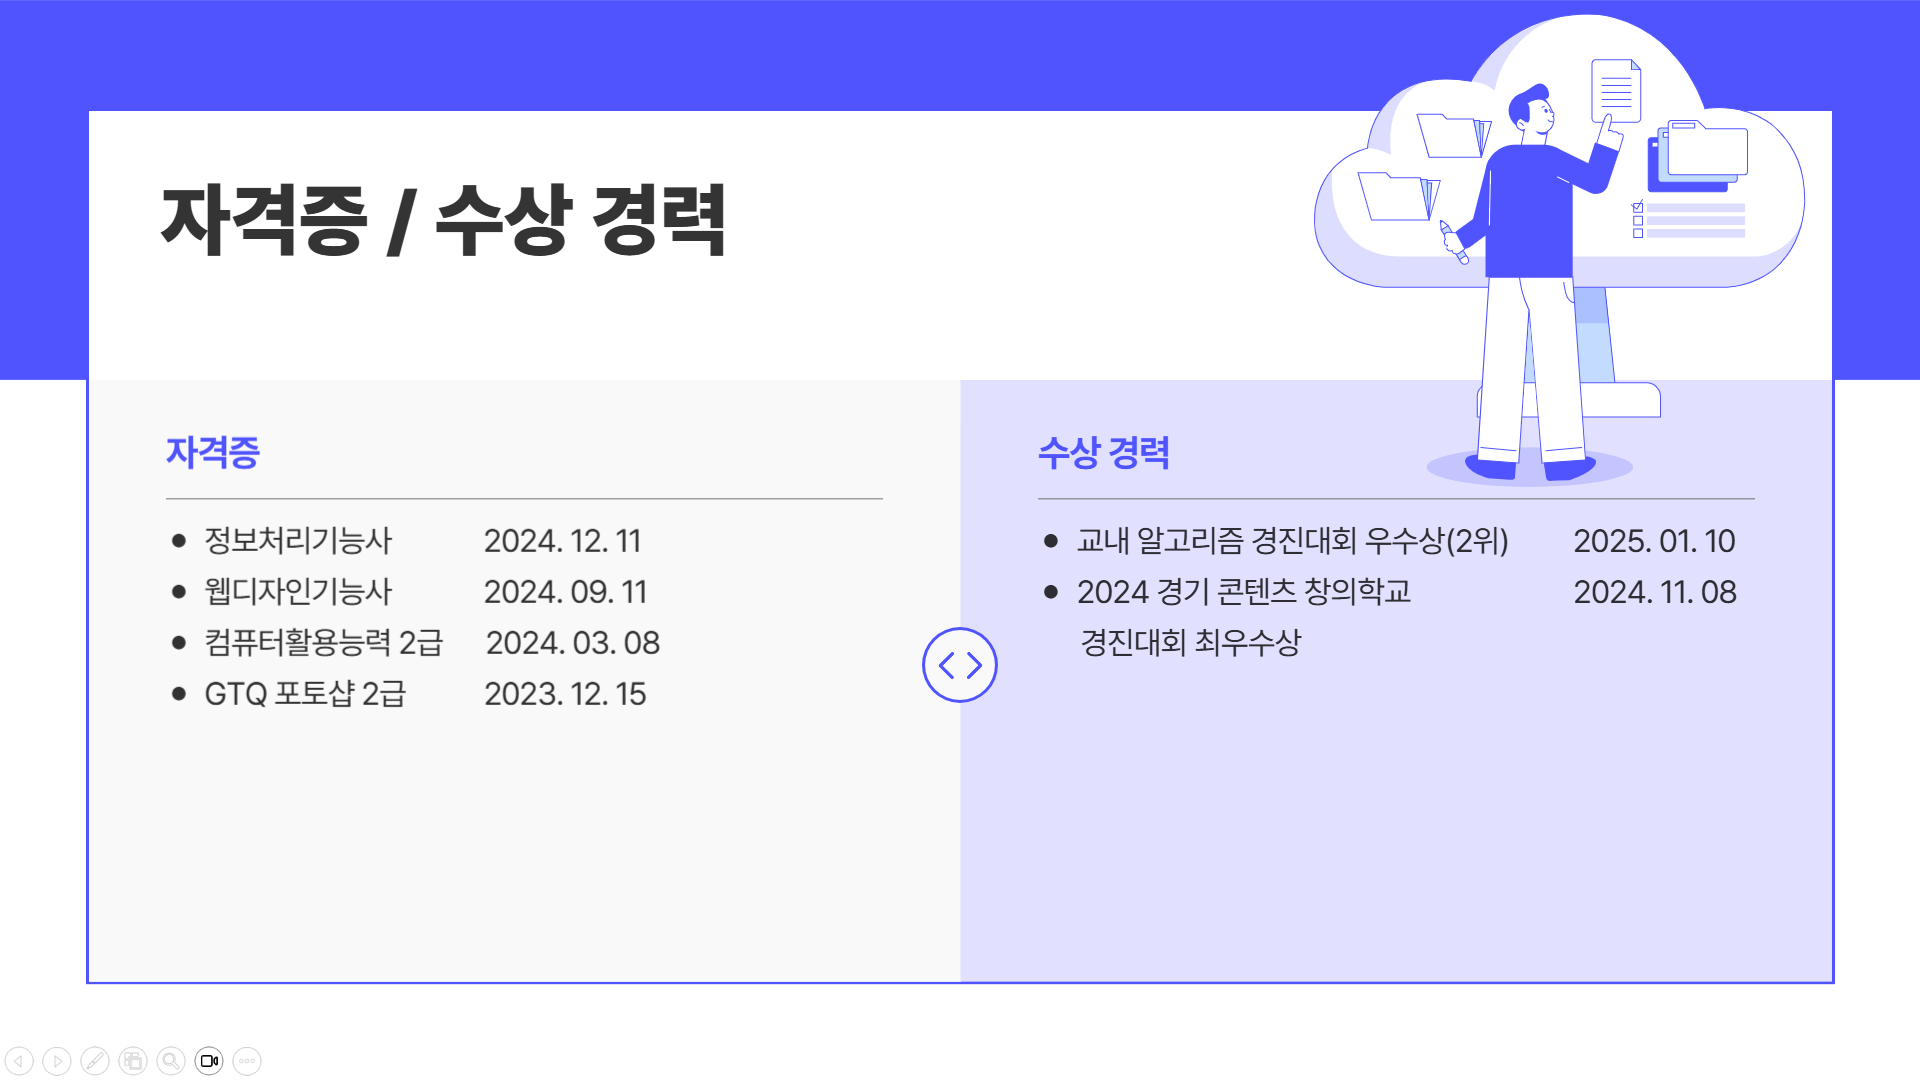 자격증 / 수상 경력
자격증
● 정보처리기능사 2024. 12. 11
● 웹디자인기능사 2024. 09. 11
● 컴퓨터활용능력 2급 2024. 03. 08
● GTQ 포토샵 2급 2023. 12. 15
수상 경력
● 교내 알고리즘 경진대회 우수상(2위) 2025. 01. 10
● 2024 경기 콘텐츠 창의학교 2024. 11. 08
경진대회 최우수상